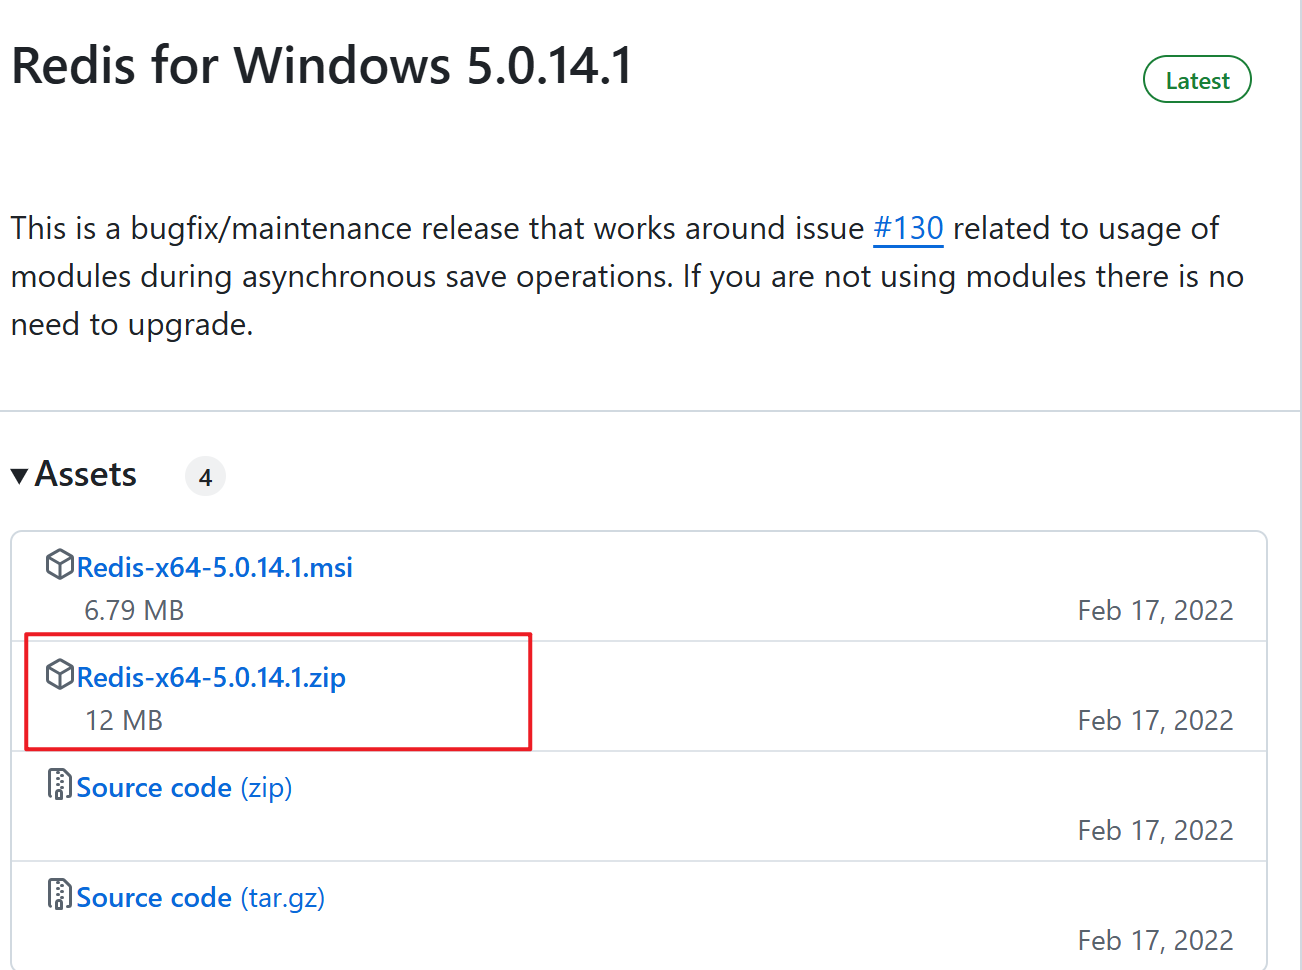 Redis for Windows 5.0.14.1
Latest
This is a bugfix/maintenance release that works around issue #130 related to usage of
modules during asynchronous save operations. If you are not using modules there is no
need to upgrade.
Assets 4
Redis-x64-5.0.14.1.msi
6.79 MB Feb 17, 2022
Redis-x64-5.0.14.1.zip
12 MB Feb 17, 2022
Source code (zip)
Feb 17, 2022
Source code (tar.gz)
Feb 17, 2022